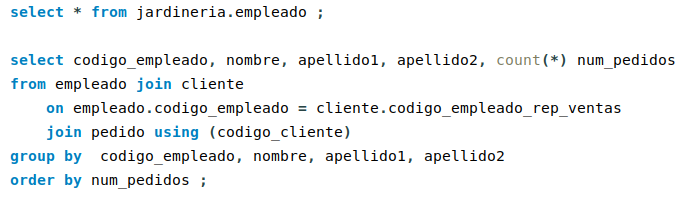 select * from jardineria.empleado ;
select codigo_empleado, nombre, apellido1, apellido2, count(*) num_pedidos
from empleado join cliente
on empleado.codigo_empleado = cliente.codigo_empleado_rep_ventas
join pedido using (codigo_cliente)
group by  codigo_empleado, nombre, apellido1, apellido2
order by num_pedidos ;